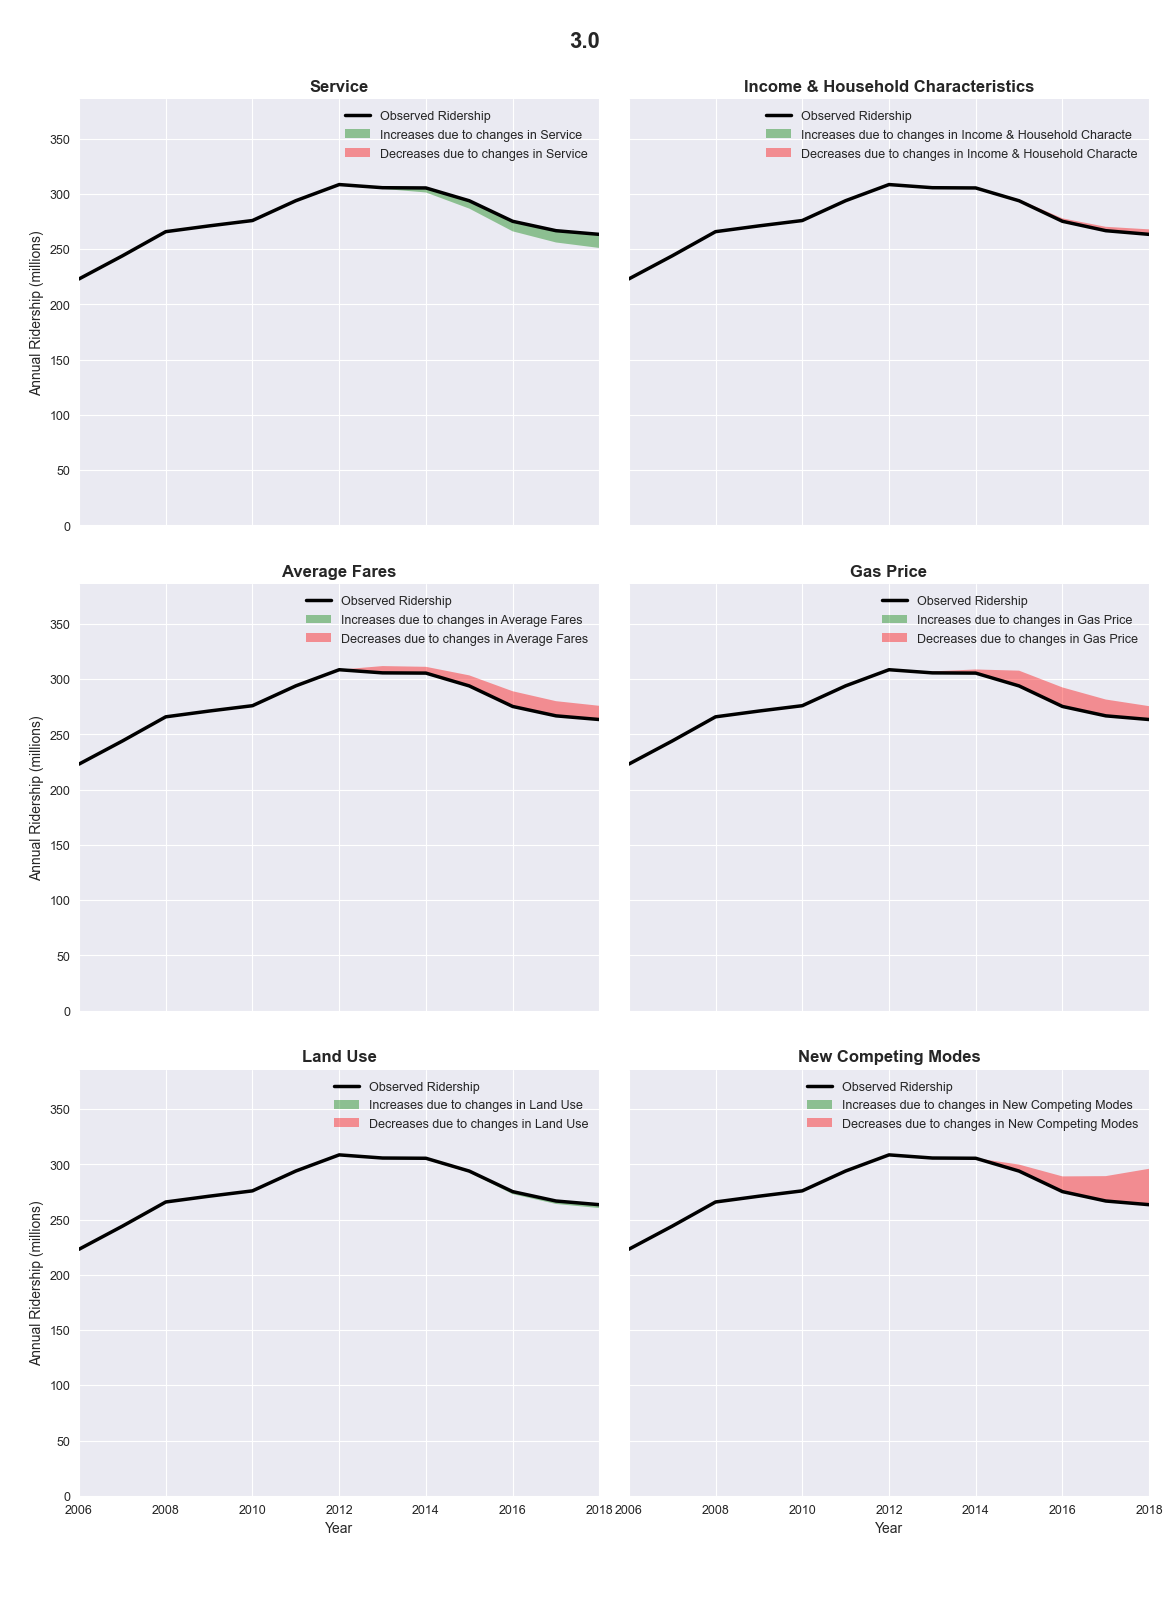 3.0
Service
Observed Ridership
Increases due to changes in Service
Decreases due to changes in Service
350
300
250
200
150
100
50
0
Annual Ridership (millions)
Income & Household Characteristics
Observed Ridership
Increases due to changes in Income & Household Characte
Decreases due to changes in Income & Household Characte
Average Fares
Observed Ridership
Increases due to changes in Average Fares
Decreases due to changes in Average Fares
350
300
250
200
150
100
50
0
Annual Ridership (millions)
Gas Price
Observed Ridership
Increases due to changes in Gas Price
Decreases due to changes in Gas Price
Land Use
Observed Ridership
Increases due to changes in Land Use
Decreases due to changes in Land Use
350
300
250
200
150
100
50
0
Annual Ridership (millions)
2006 2008 2010 2012 2014 2016 2018
Year
New Competing Modes
Observed Ridership
Increases due to changes in New Competing Modes
Decreases due to changes in New Competing Modes
2006 2008 2010 2012 2014 2016 2018
Year